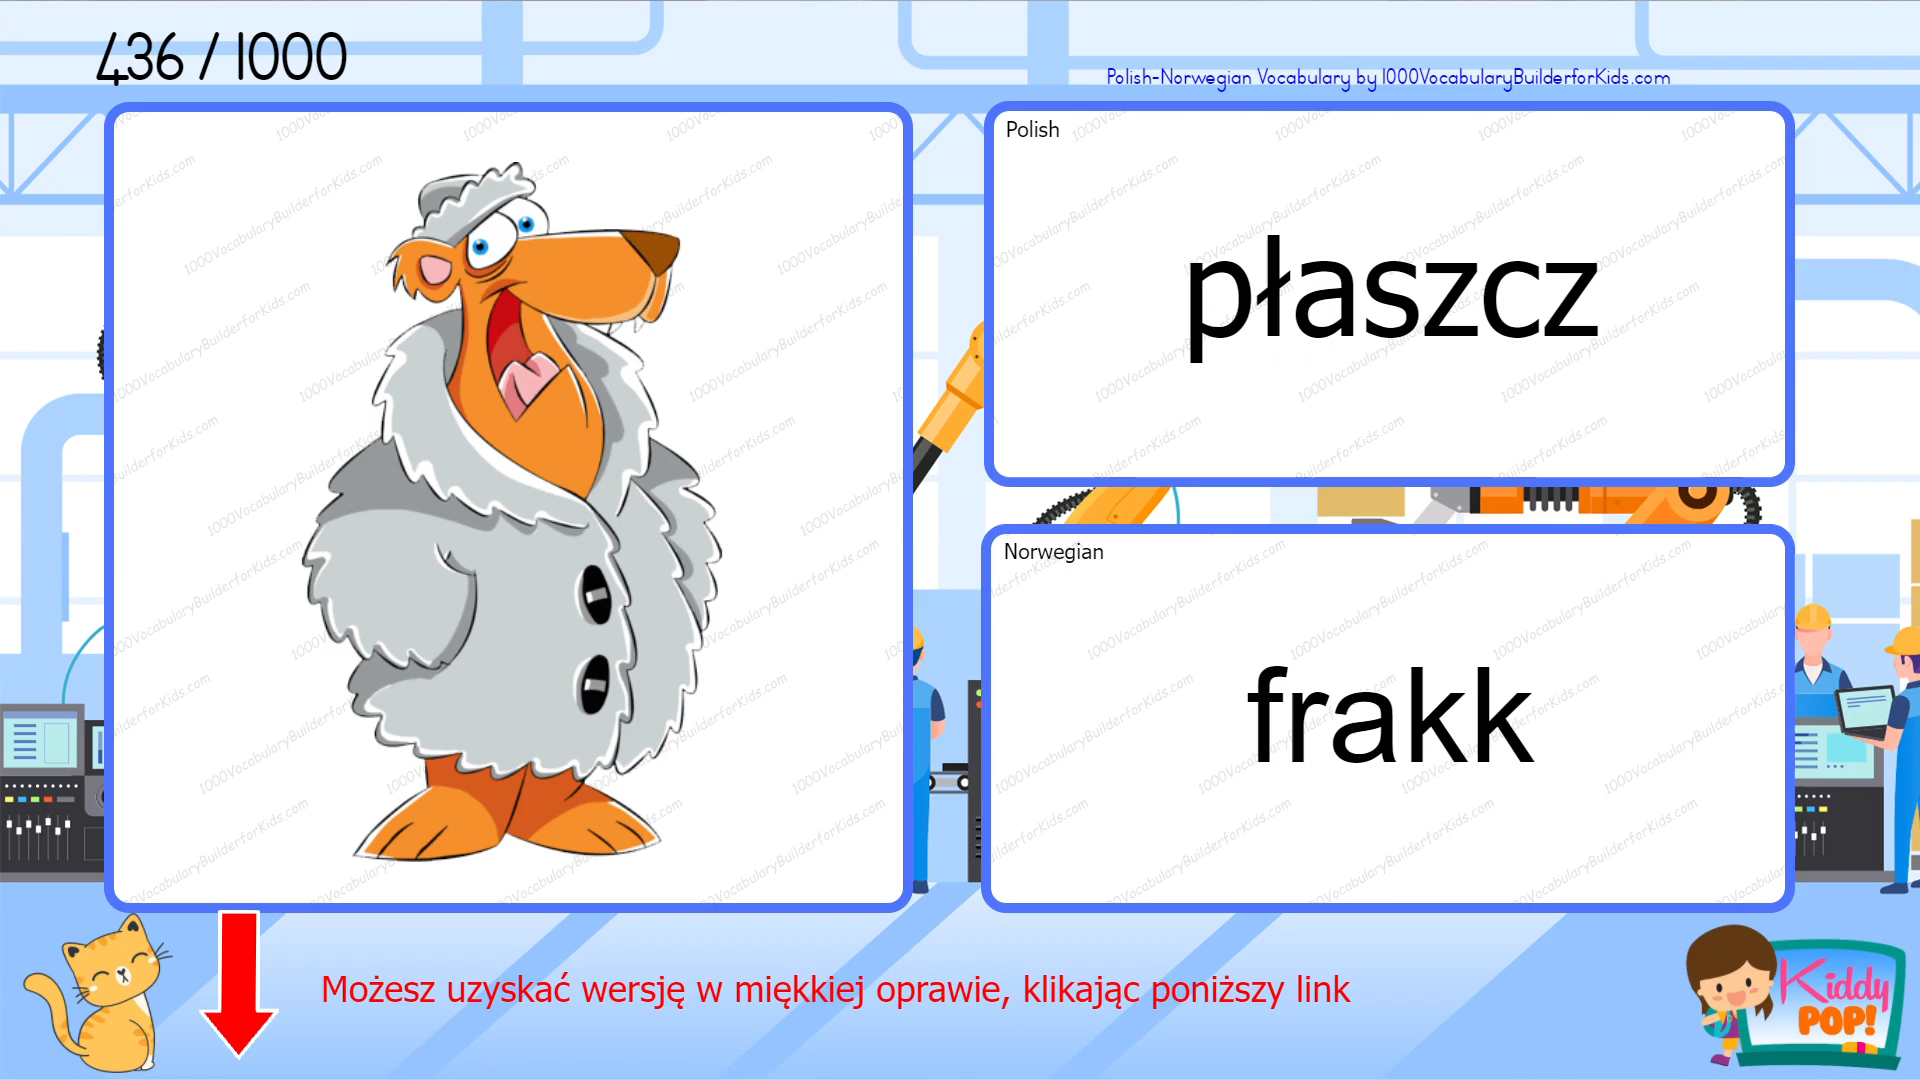 436 / 1000
Polish-Norwegian Vocabulary by 1000VocabularyBuilderforKids.com
Polish
płaszcz
Norwegian
frakk
Możesz uzyskać wersję w miękkiej oprawie, klikając poniższy link
Kiddy
POP!